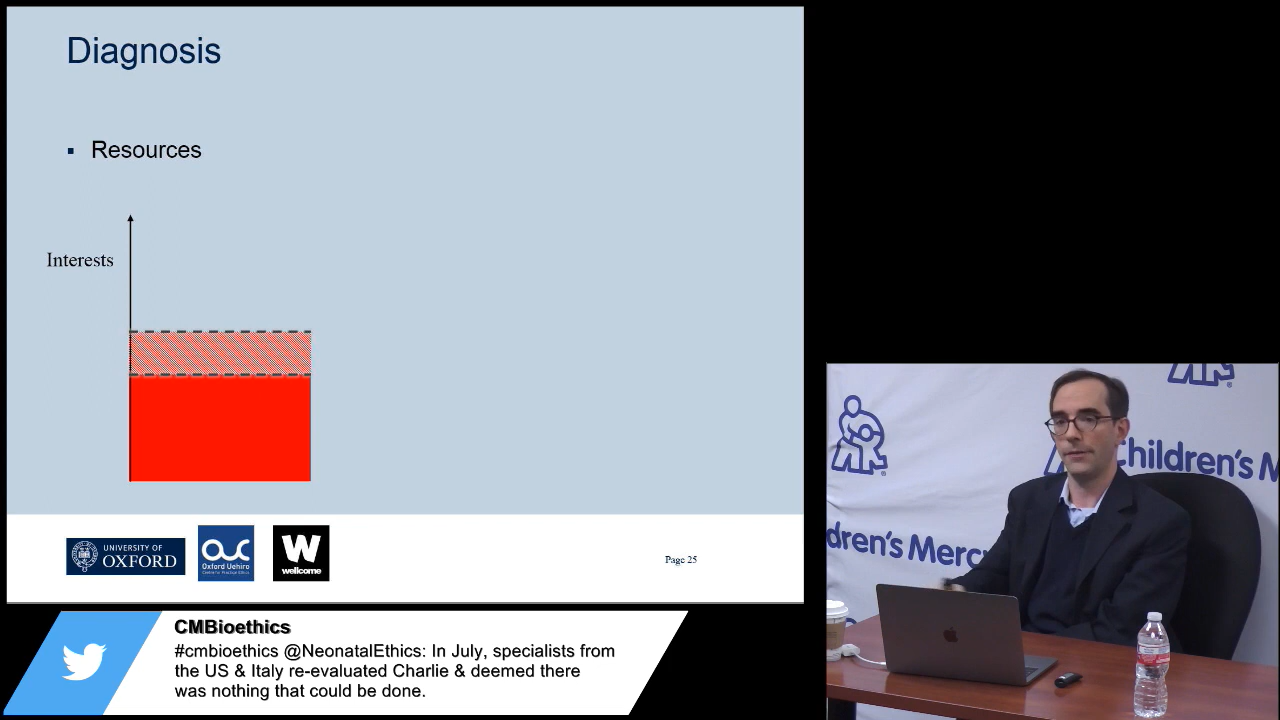 Diagnosis
Resources
Interests
UNIVERSITY OF
OXFORD
Oxford Uehiro
W
wellcome
Page 25
CMBioethics
#cmbioethics @NeonatalEthics: In July, specialists from
the US & Italy re-evaluated Charlie & deemed there
was nothing that could be done.
Children's M
dren's Mercy